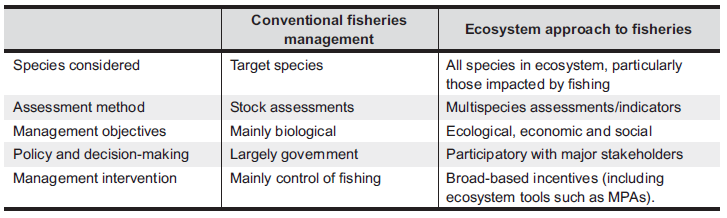 Conventional fisheries management
Ecosystem approach to fisheries
Species considered
Target species
All species in ecosystem, particularly those impacted by fishing
Assessment method
Stock assessments
Multispecies assessments/indicators
Management objectives
Mainly biological
Ecological, economic and social
Policy and decision-making
Largely government
Participatory with major stakeholders
Management intervention
Mainly control of fishing
Broad-based incentives (including ecosystem tools such as MPAs).